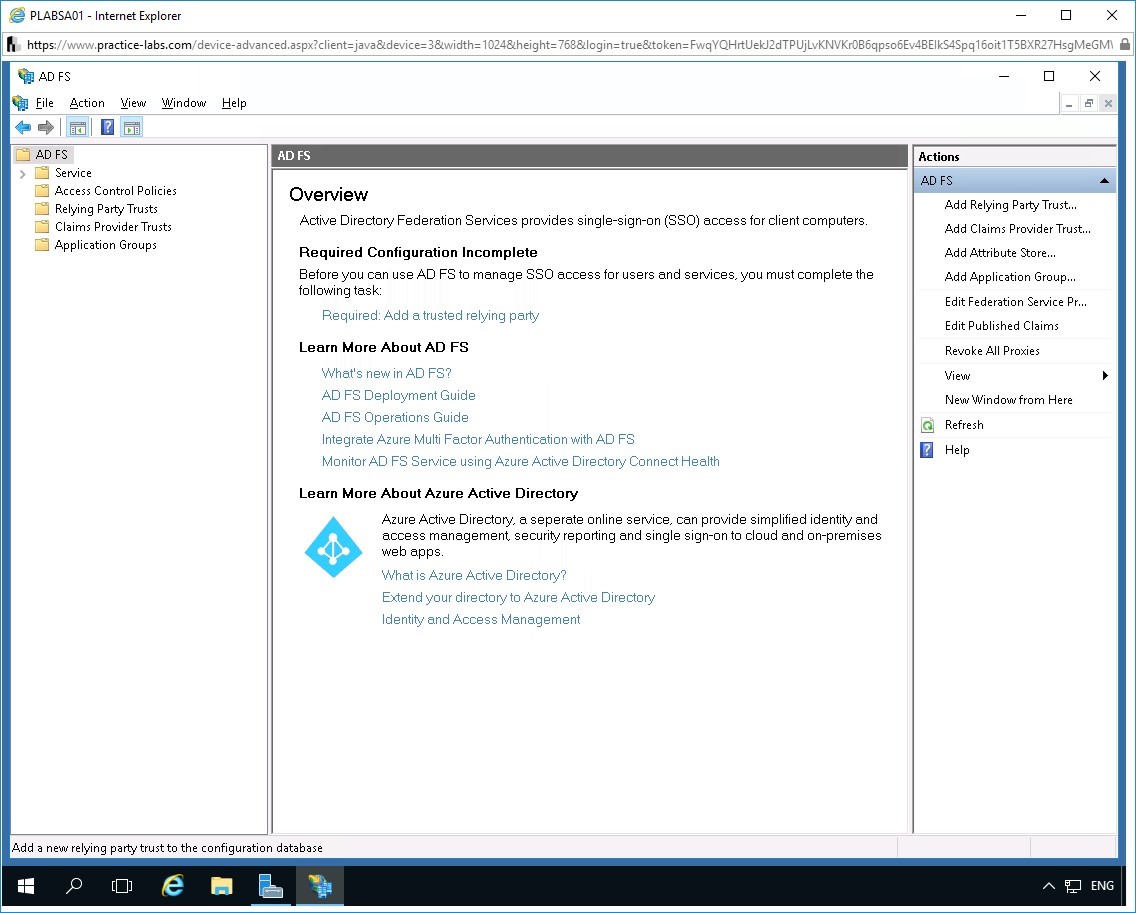 PLABSA01 - Internet Explorer
https://www.practice-labs.com/device-advanced.aspx?client=java&device=3&width=1024&height=768&login=true&token=
AD FS
File Action View Window Help
AD FS
Service
Access Control Policies
Relying Party Trusts
Claims Provider Trusts
Application Groups
AD FS
Overview
Active Directory Federation Services provides single-sign-on (SSO) access for client computers.
Required Configuration Incomplete
Before you can use AD FS to manage SSO access for users and services, you must complete the
following task:
Required: Add a trusted relying party
Learn More About AD FS
What's new in AD FS?
AD FS Deployment Guide
AD FS Operations Guide
Integrate Azure Multi Factor Authentication with AD FS
Monitor AD FS Service using Azure Active Directory Connect Health
Learn More About Azure Active Directory
Azure Active Directory, a seperate online service, can provide simplified identity and
access management, security reporting and single sign-on to cloud and on-premises
web apps.
What is Azure Active Directory?
Extend your directory to Azure Active Directory
Identity and Access Management
Actions
AD FS
Add Relying Party Trust...
Add Claims Provider Trust...
Add Attribute Store...
Add Application Group...
Edit Federation Service Pr...
Edit Published Claims
Revoke All Proxies
View
New Window from Here
Refresh
Help
Add a new relying party trust to the configuration database
ENG